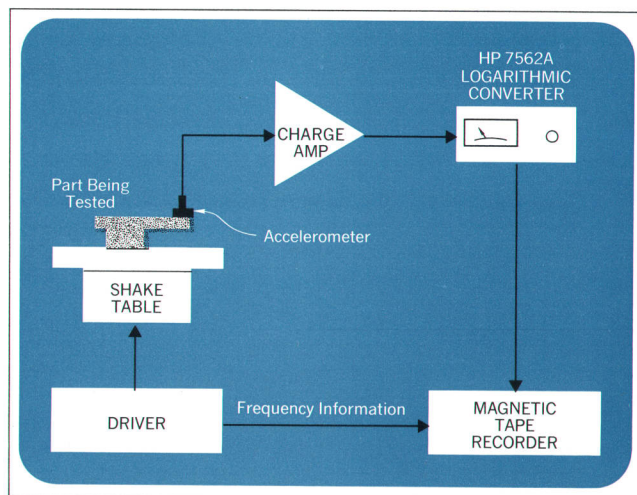 HP 7562A
LOGARITHMIC
CONVERTER
CHARGE
AMP
Part Being
Tested
Accelerometer
SHAKE
TABLE
DRIVER
Frequency Information
MAGNETIC
TAPE
RECORDER